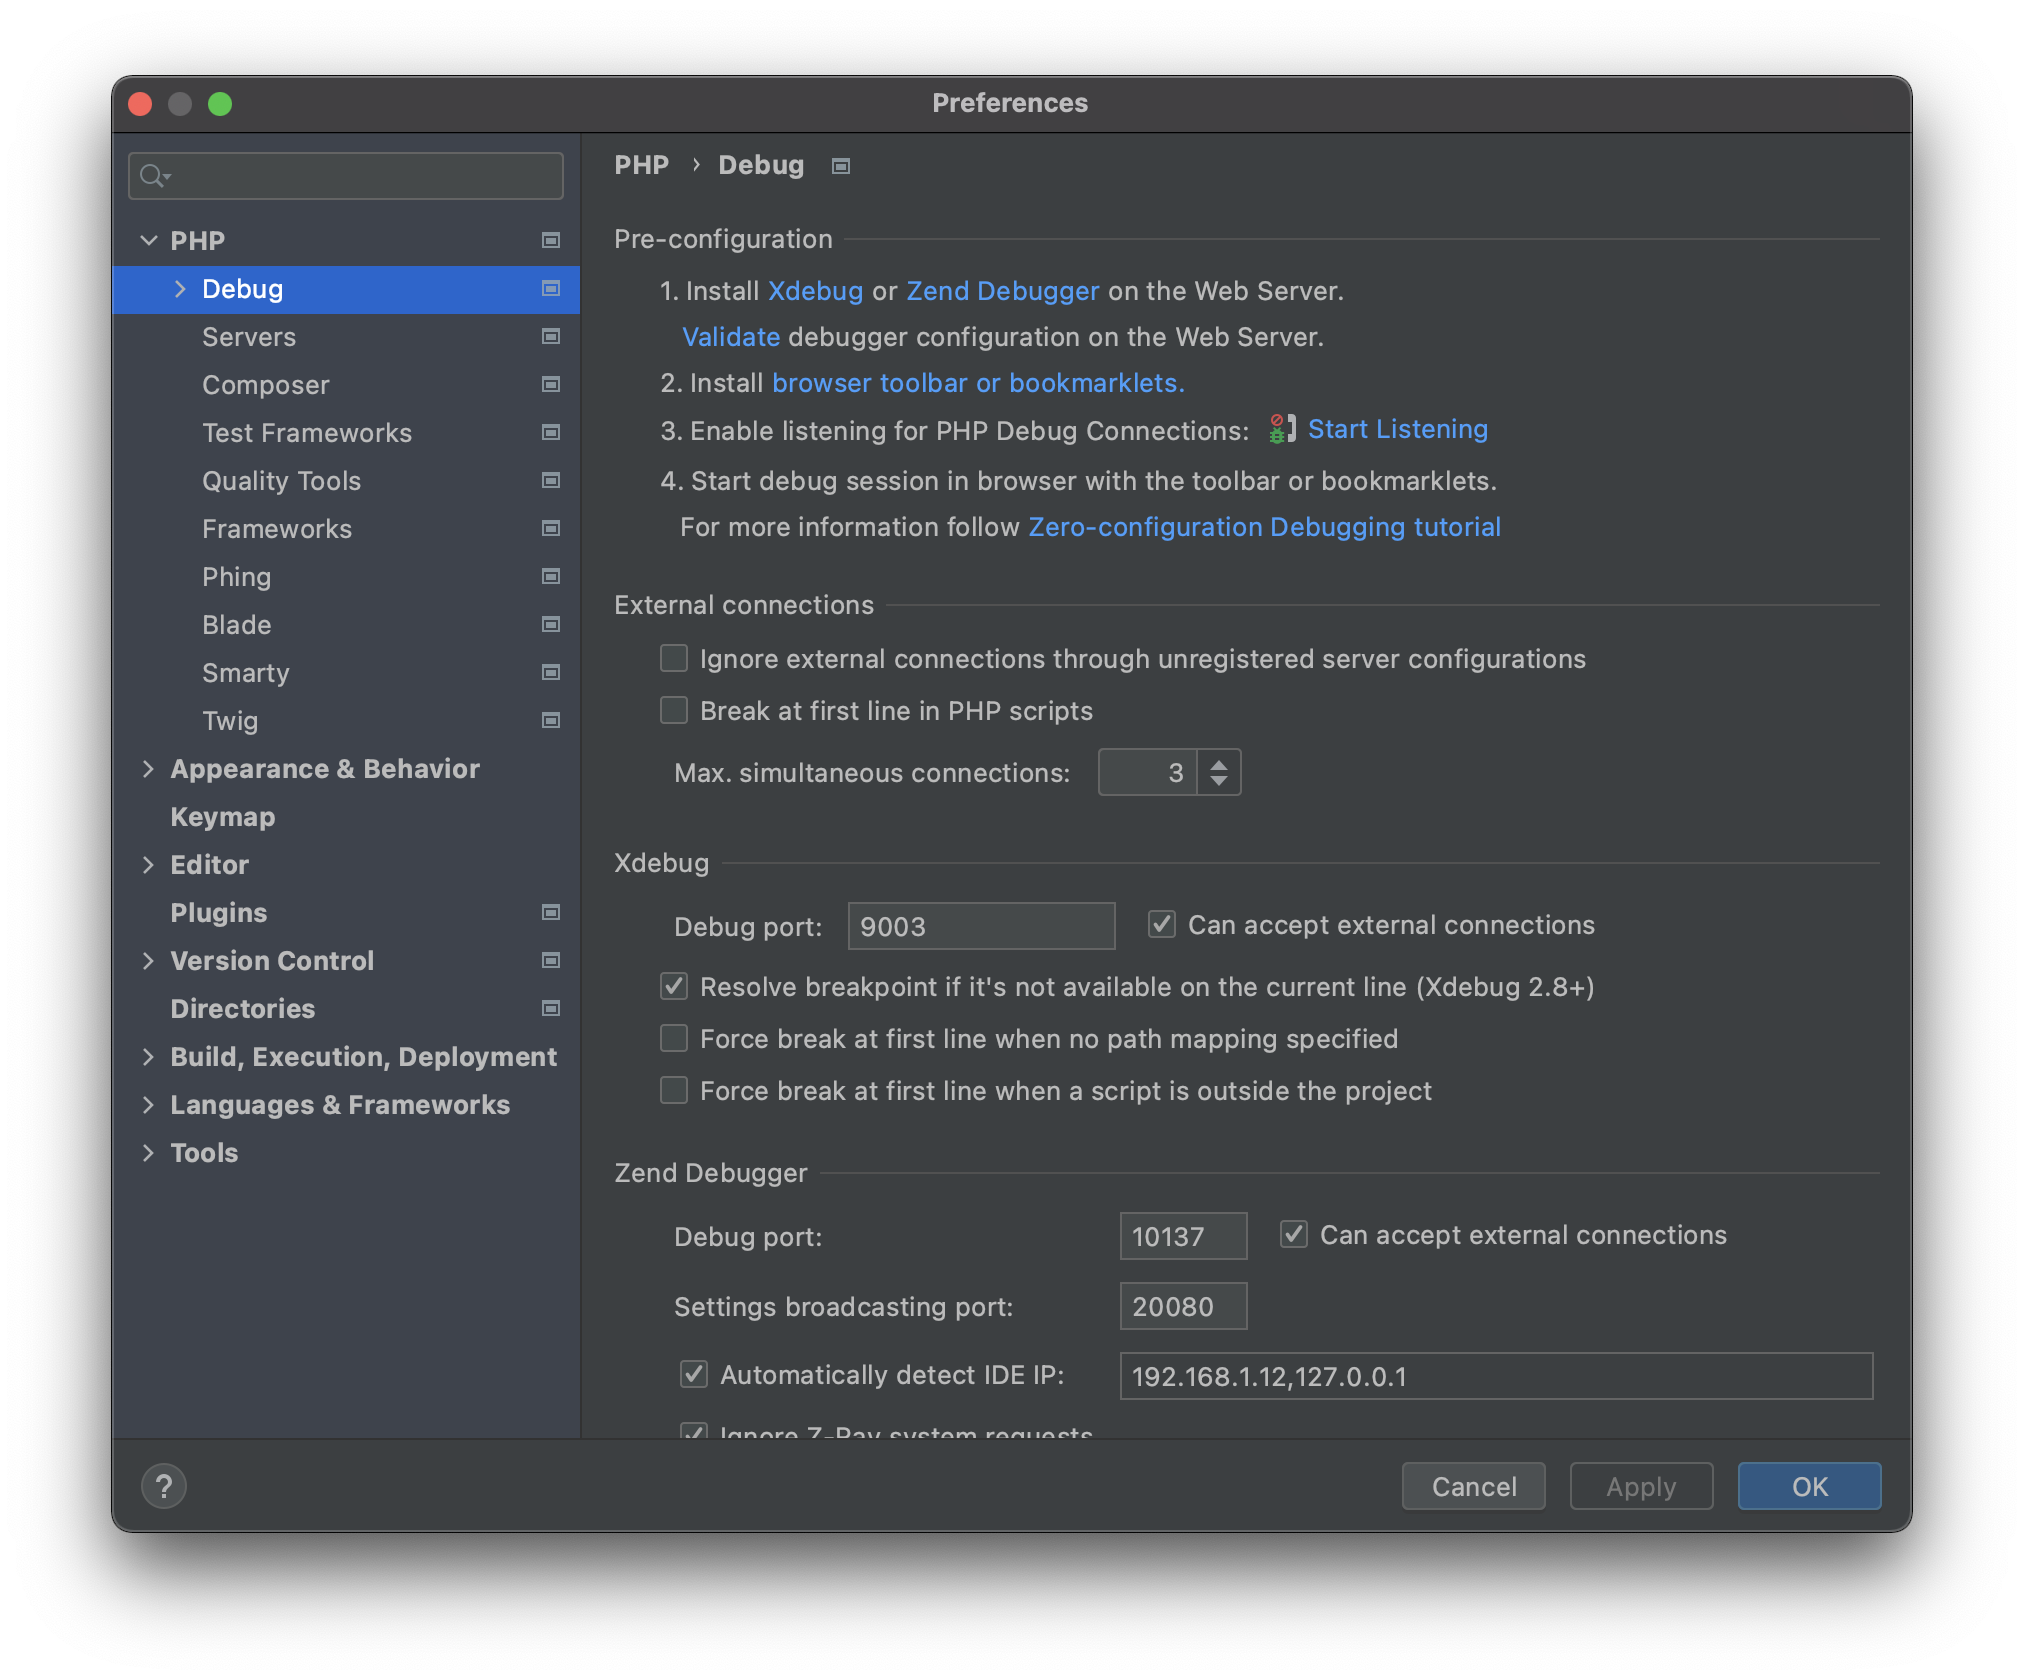 Preferences
PHP
Debug
Servers
Composer
Test Frameworks
Quality Tools
Frameworks
Phing
Blade
Smarty
Twig
Appearance & Behavior
Keymap
Editor
Plugins
Version Control
Directories
Build, Execution, Deployment
Languages & Frameworks
Tools
PHP › Debug
Pre-configuration
1. Install Xdebug or Zend Debugger on the Web Server.
Validate debugger configuration on the Web Server.
2. Install browser toolbar or bookmarklets.
3. Enable listening for PHP Debug Connections: Start Listening
4. Start debug session in browser with the toolbar or bookmarklets.
For more information follow Zero-configuration Debugging tutorial
External connections
Ignore external connections through unregistered server configurations
Break at first line in PHP scripts
Max. simultaneous connections: 3
Xdebug
Debug port: 9003 Can accept external connections
Resolve breakpoint if it's not available on the current line (Xdebug 2.8+)
Force break at first line when no path mapping specified
Force break at first line when a script is outside the project
Zend Debugger
Debug port: 10137 Can accept external connections
Settings broadcasting port: 20080
Automatically detect IDE IP: 192.168.1.12,127.0.0.1
Ignore Z-Ray system requests
?
Cancel Apply OK